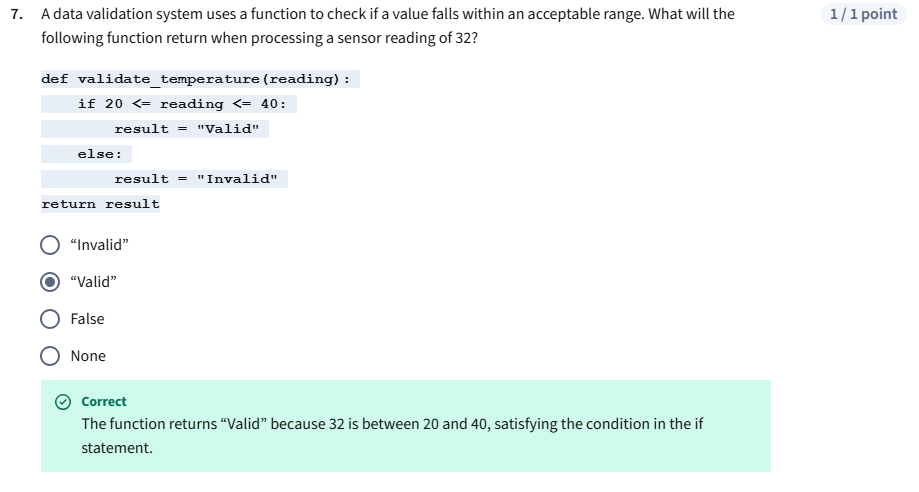 7. A data validation system uses a function to check if a value falls within an acceptable range. What will the
1 / 1 point
following function return when processing a sensor reading of 32?
def validate_temperature(reading):
    if 20 <= reading <= 40:
        result = "Valid"
    else:
        result = "Invalid"
return result
“Invalid”
“Valid”
False
None
Correct
The function returns “Valid” because 32 is between 20 and 40, satisfying the condition in the if
statement.